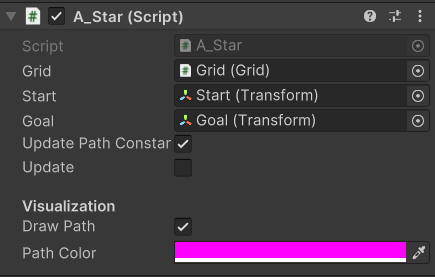 A_Star (Script)
Script A_Star
Grid Grid (Grid)
Start Start (Transform)
Goal Goal (Transform)
Update Path Constar
Update
Visualization
Draw Path
Path Color